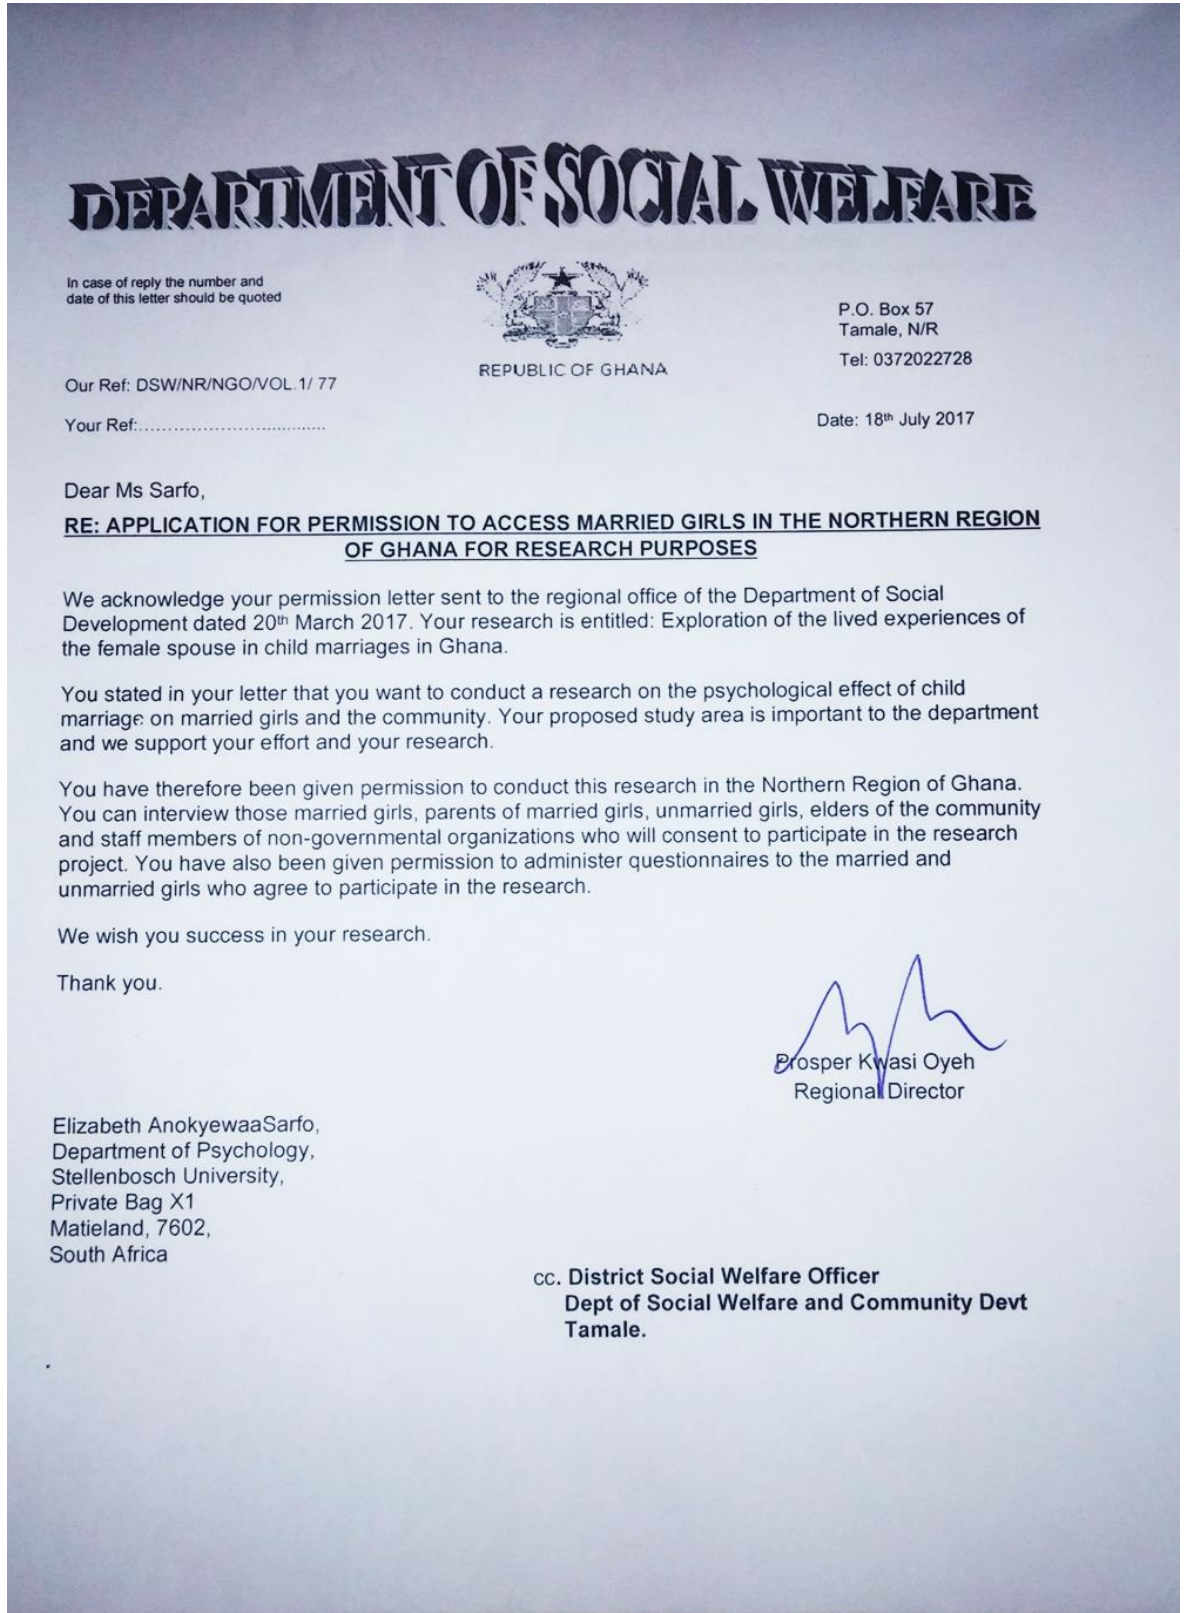 DEPARTMENT OF SOCIAL WELFARE
In case of reply the number and
date of this letter should be quoted
REPUBLIC OF GHANA
P.O. Box 57
Tamale, N/R
Tel: 0372022728
Our Ref: DSW/NR/NGO/VOL.1/ 77
Your Ref:..................................
Date: 18th July 2017
Dear Ms Sarfo,
RE: APPLICATION FOR PERMISSION TO ACCESS MARRIED GIRLS IN THE NORTHERN REGION
OF GHANA FOR RESEARCH PURPOSES
We acknowledge your permission letter sent to the regional office of the Department of Social
Development dated 20th March 2017. Your research is entitled: Exploration of the lived experiences of
the female spouse in child marriages in Ghana.
You stated in your letter that you want to conduct a research on the psychological effect of child
marriage on married girls and the community. Your proposed study area is important to the department
and we support your effort and your research.
You have therefore been given permission to conduct this research in the Northern Region of Ghana.
You can interview those married girls, parents of married girls, unmarried girls, elders of the community
and staff members of non-governmental organizations who will consent to participate in the research
project. You have also been given permission to administer questionnaires to the married and
unmarried girls who agree to participate in the research.
We wish you success in your research.
Thank you.
Prosper Kwasi Oyeh
Regional Director
Elizabeth AnokyewaaSarfo,
Department of Psychology,
Stellenbosch University,
Private Bag X1
Matieland, 7602,
South Africa
cc. District Social Welfare Officer
Dept of Social Welfare and Community Devt
Tamale.